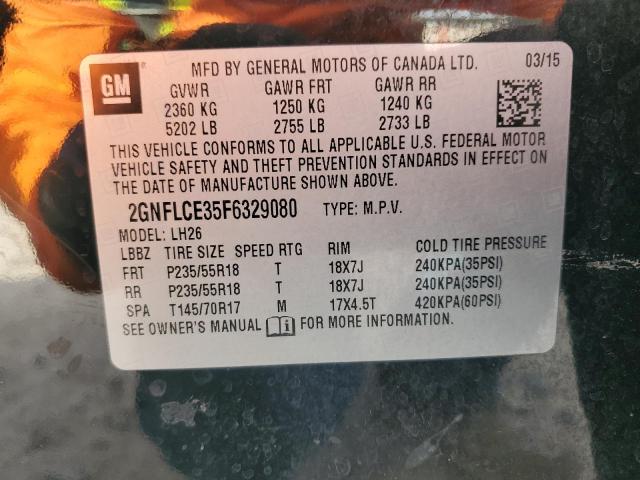 GM
MFD BY GENERAL MOTORS OF CANADA LTD. 03/15
GVWR GAWR FRT GAWR RR
2360 KG 1250 KG 1240 KG
5202 LB 2755 LB 2733 LB
THIS VEHICLE CONFORMS TO ALL APPLICABLE U.S. FEDERAL MOTOR
VEHICLE SAFETY AND THEFT PREVENTION STANDARDS IN EFFECT ON
THE DATE OF MANUFACTURE SHOWN ABOVE.
2GNFLCE35F6329080 TYPE: M.P.V.
MODEL: LH26
LBBZ TIRE SIZE SPEED RTG RIM COLD TIRE PRESSURE
FRT P235/55R18 T 18X7J 240KPA(35PSI)
RR P235/55R18 T 18X7J 240KPA(35PSI)
SPA T145/70R17 M 17X4.5T 420KPA(60PSI)
SEE OWNER'S MANUAL FOR MORE INFORMATION.